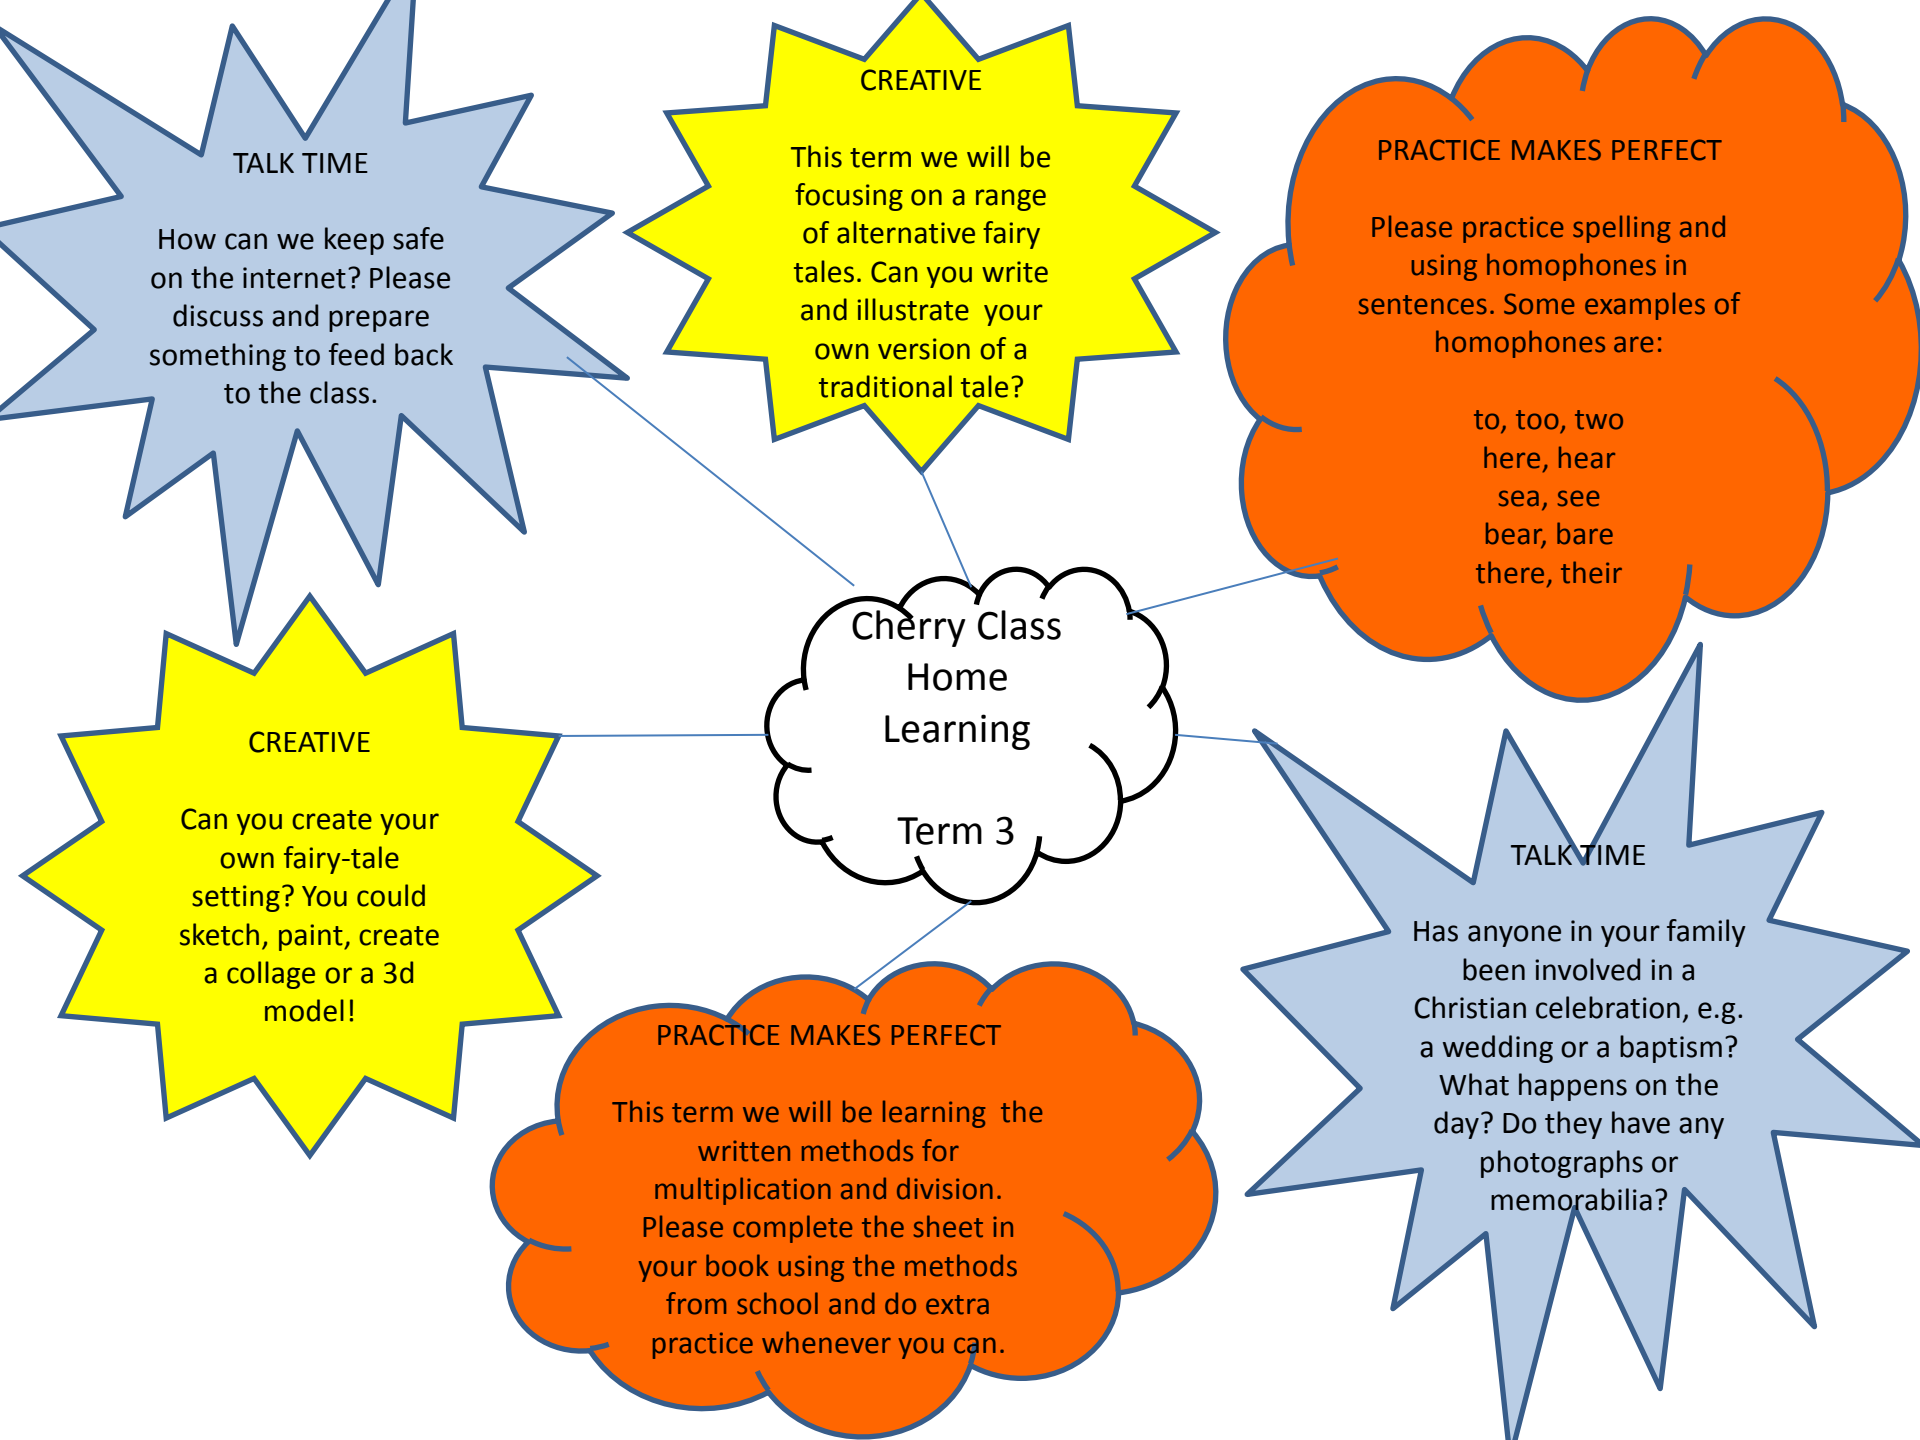 TALK TIME
How can we keep safe
on the internet? Please
discuss and prepare
something to feed back
to the class.
CREATIVE
This term we will be
focusing on a range
of alternative fairy
tales. Can you write
and illustrate  your
own version of a
traditional tale?
PRACTICE MAKES PERFECT
Please practice spelling and
using homophones in
sentences. Some examples of
homophones are:
to, too, two
here, hear
sea, see
bear, bare
there, their
Cherry Class
Home
Learning
Term 3
CREATIVE
Can you create your
own fairy-tale
setting? You could
sketch, paint, create
a collage or a 3d
model!
PRACTICE MAKES PERFECT
This term we will be learning  the
written methods for
multiplication and division.
Please complete the sheet in
your book using the methods
from school and do extra
practice whenever you can.
TALK TIME
Has anyone in your family
been involved in a
Christian celebration, e.g.
a wedding or a baptism?
What happens on the
day? Do they have any
photographs or
memorabilia?